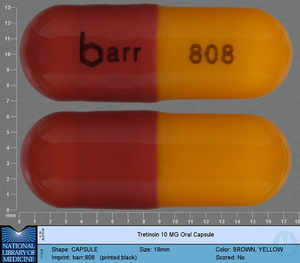 barr 808
mm
Tretinoin 10 MG Oral Capsule
NATIONAL
LIBRARY OF
MEDICINE
Shape: CAPSULE Size: 18mm Color: BROWN, YELLOW
Imprint: barr;808 (printed;black) Scored: No